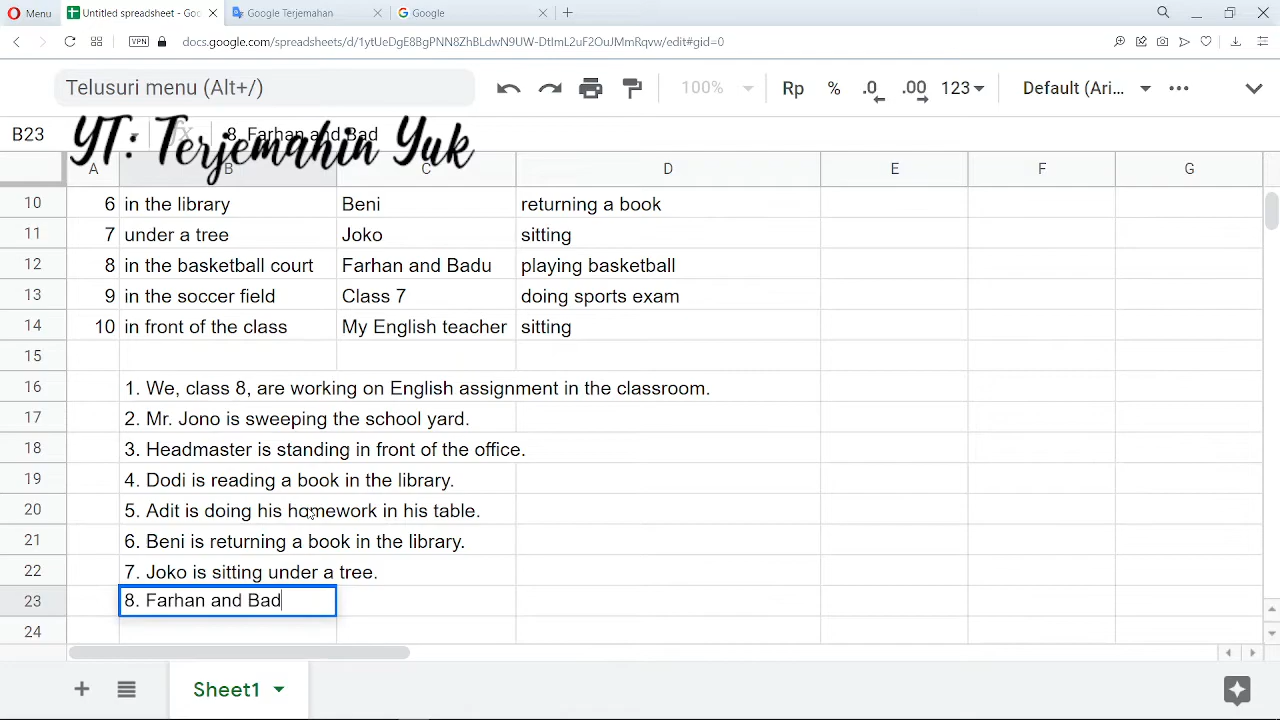 Menu
Untitled spreadsheet - Goo
Google Terjemahan
Google
VPN
docs.google.com/spreadsheets/d/1ytUeDgE8BgPNN8ZhBLdwN9UW-DtImL2uF2OuJMmRqvw/edit#gid=0
Telusuri menu (Alt+/)
100%
Rp
%
.0
.00
123
Default (Ari...
B23
fx
8. Farhan and Bad
YT: Terjemahin Yuk
A B C D E F G
10 6 in the library Beni returning a book
11 7 under a tree Joko sitting
12 8 in the basketball court Farhan and Badu playing basketball
13 9 in the soccer field Class 7 doing sports exam
14 10 in front of the class My English teacher sitting
15
16 1. We, class 8, are working on English assignment in the classroom.
17 2. Mr. Jono is sweeping the school yard.
18 3. Headmaster is standing in front of the office.
19 4. Dodi is reading a book in the library.
20 5. Adit is doing his homework in his table.
21 6. Beni is returning a book in the library.
22 7. Joko is sitting under a tree.
23 8. Farhan and Bad
24
Sheet1